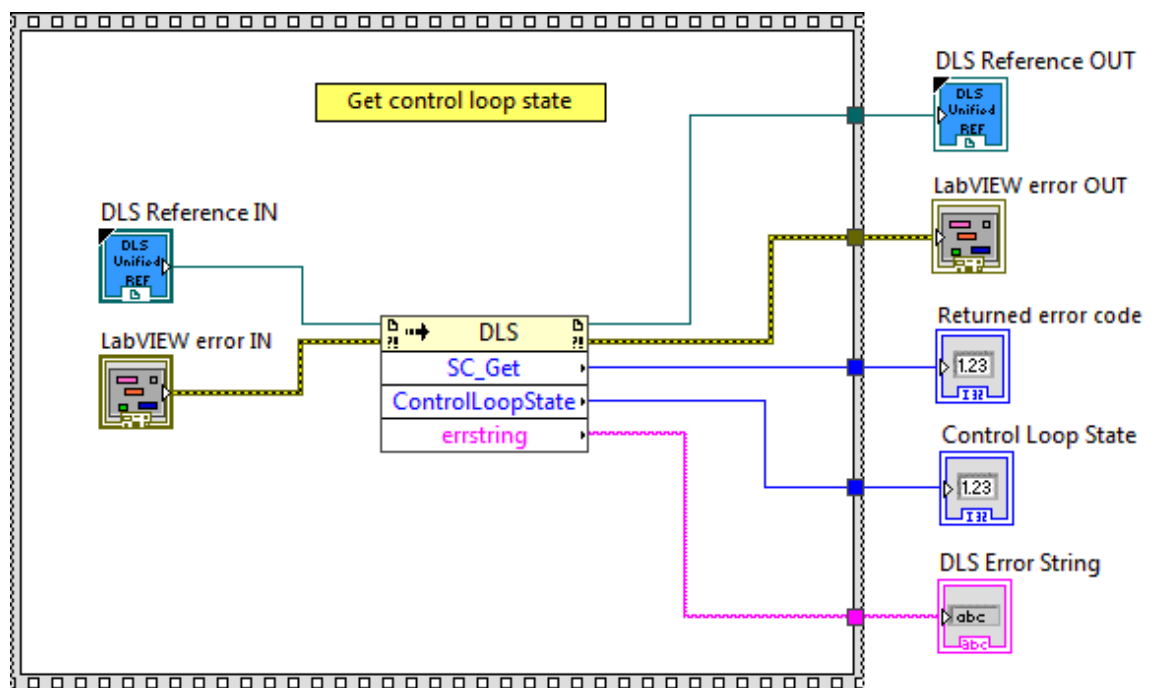 Get control loop state
DLS Reference IN
DLS
Unified
REF
LabVIEW error IN
?!
DLS
?!
SC_Get
ControlLoopState
errstring
DLS Reference OUT
DLS
Unified
REF
LabVIEW error OUT
Returned error code
1.23
I32
Control Loop State
1.23
I32
DLS Error String
abc
abc